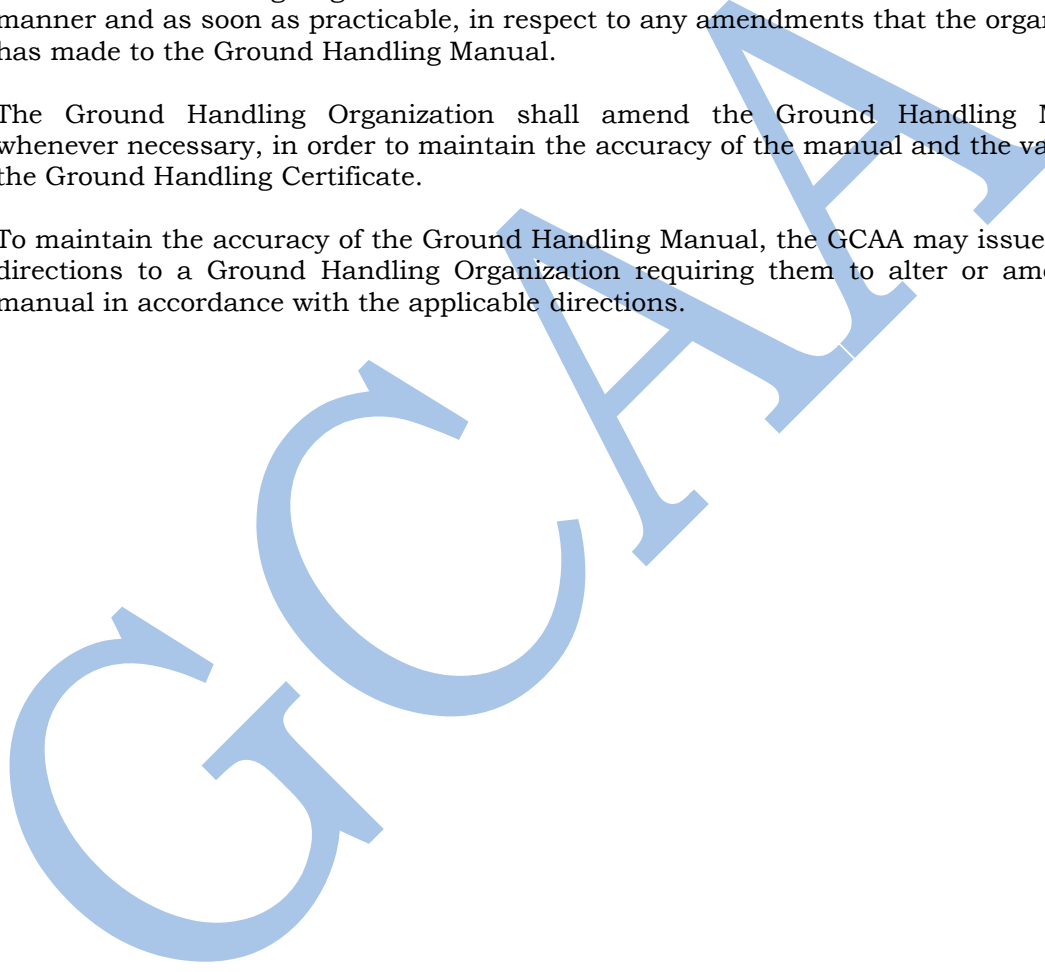 manner and as soon as practicable, in respect to any amendments that the organ
has made to the Ground Handling Manual.
The Ground Handling Organization shall amend the Ground Handling
whenever necessary, in order to maintain the accuracy of the manual and the va
the Ground Handling Certificate.
To maintain the accuracy of the Ground Handling Manual, the GCAA may issue
directions to a Ground Handling Organization requiring them to alter or ame
manual in accordance with the applicable directions.
GCAA